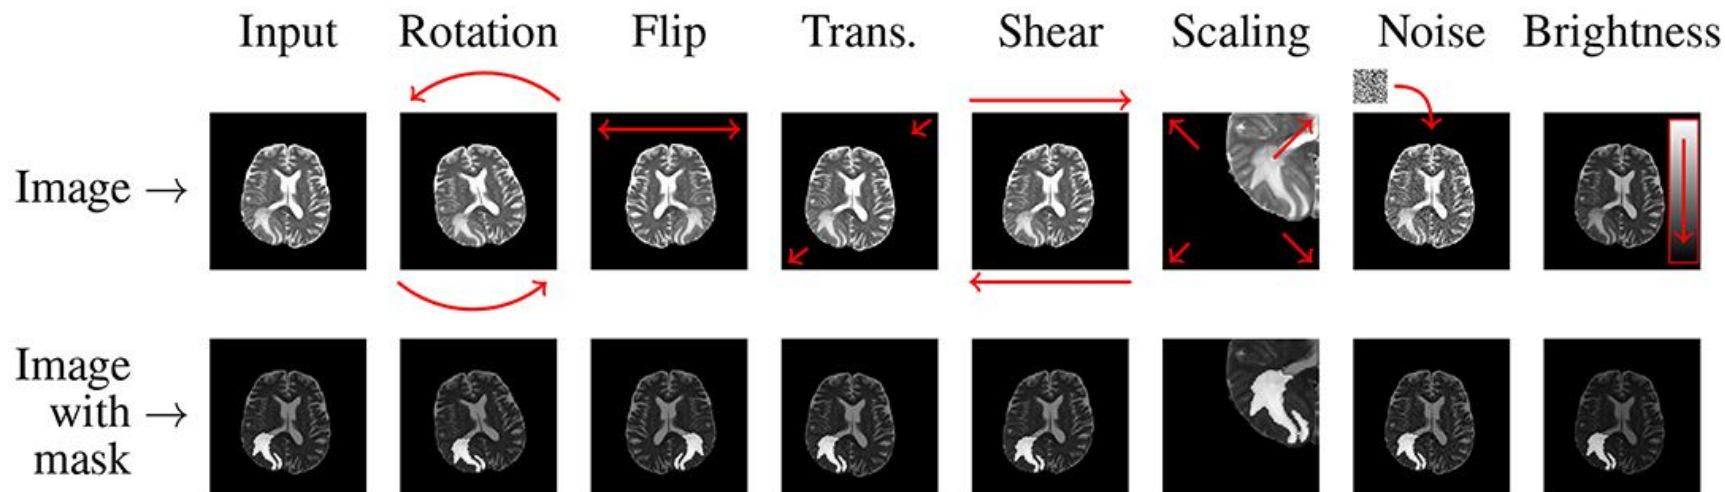 Input Rotation Flip Trans. Shear Scaling Noise Brightness
Image →
Image
with →
mask